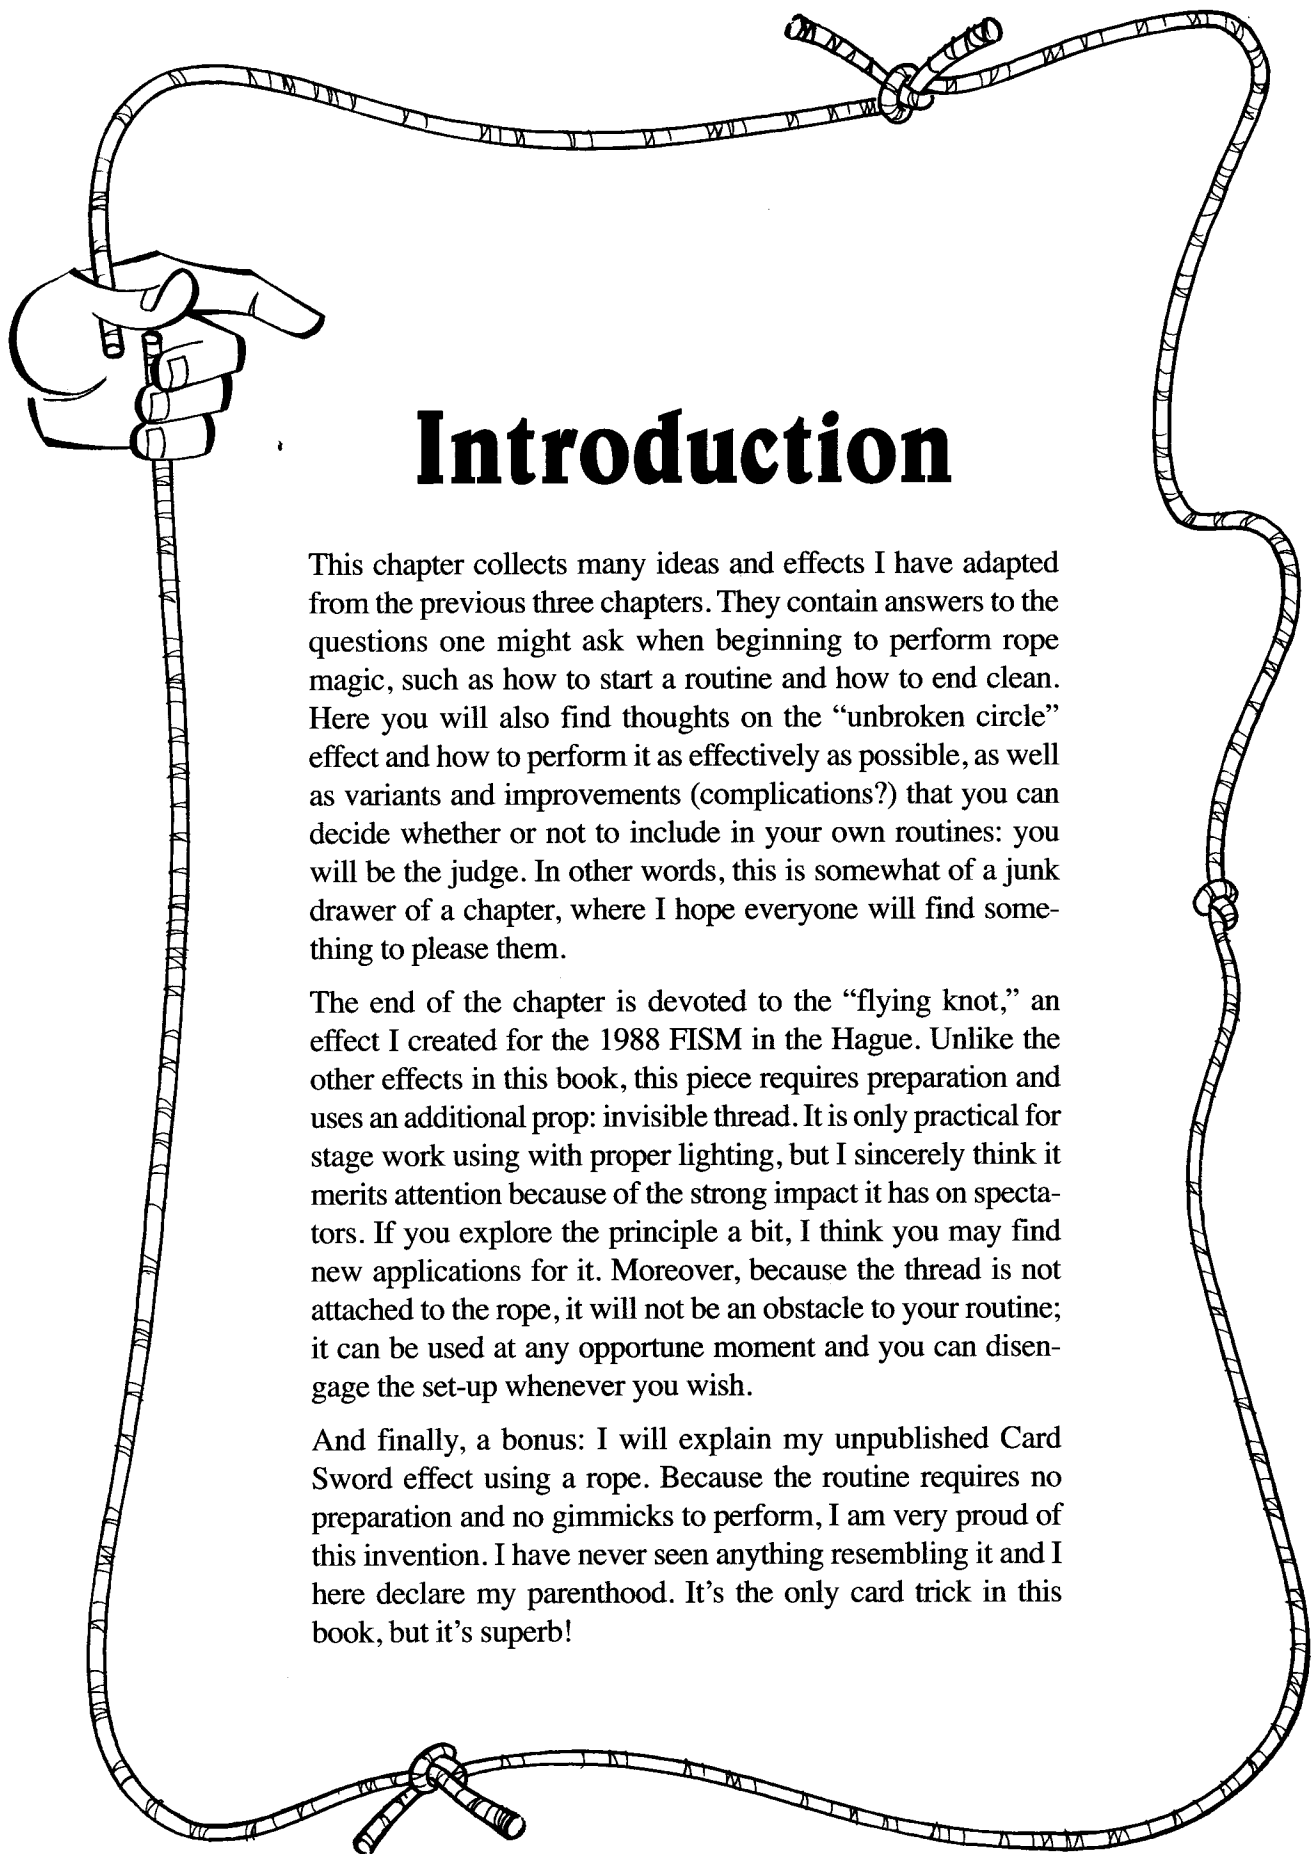 Introduction
This chapter collects many ideas and effects I have adapted
from the previous three chapters. They contain answers to the
questions one might ask when beginning to perform rope
magic, such as how to start a routine and how to end clean.
Here you will also find thoughts on the “unbroken circle”
effect and how to perform it as effectively as possible, as well
as variants and improvements (complications?) that you can
decide whether or not to include in your own routines: you
will be the judge. In other words, this is somewhat of a junk
drawer of a chapter, where I hope everyone will find some-
thing to please them.
The end of the chapter is devoted to the “flying knot,” an
effect I created for the 1988 FISM in the Hague. Unlike the
other effects in this book, this piece requires preparation and
uses an additional prop: invisible thread. It is only practical for
stage work using with proper lighting, but I sincerely think it
merits attention because of the strong impact it has on specta-
tors. If you explore the principle a bit, I think you may find
new applications for it. Moreover, because the thread is not
attached to the rope, it will not be an obstacle to your routine;
it can be used at any opportune moment and you can disen-
gage the set-up whenever you wish.
And finally, a bonus: I will explain my unpublished Card
Sword effect using a rope. Because the routine requires no
preparation and no gimmicks to perform, I am very proud of
this invention. I have never seen anything resembling it and I
here declare my parenthood. It’s the only card trick in this
book, but it’s superb!